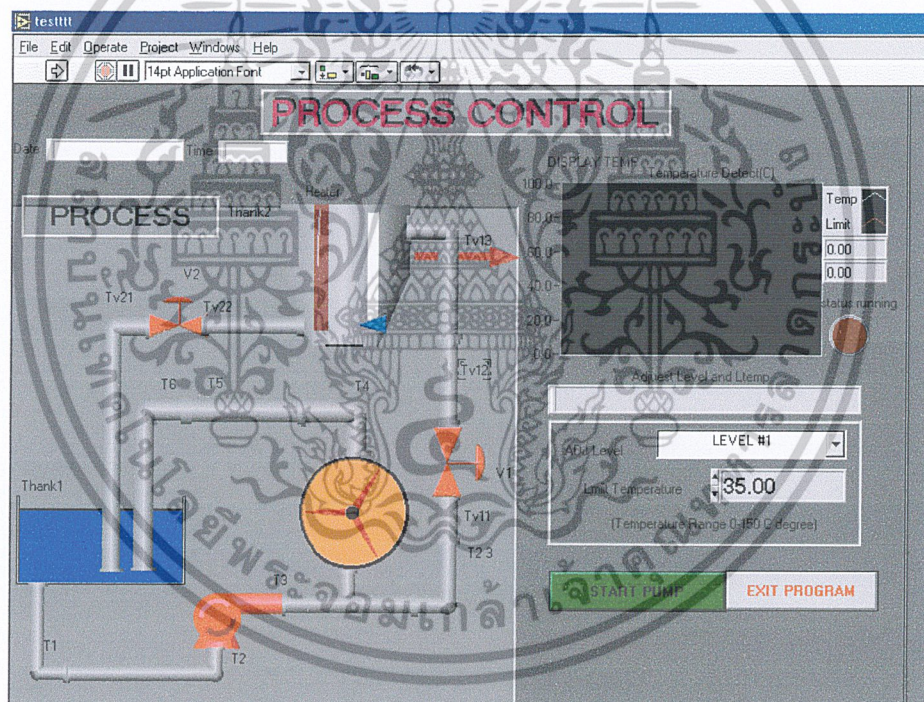 testttt
File Edit Operate Project Windows Help
14pt Application Font
PROCESS CONTROL
Date Time
DISPLAY TEMP
Temperature Detect(C)
Heater
100.0
80.0
60.0
40.0
20.0
0.0
Temp
Limit
0.00
0.00
status running
PROCESS
Thank2
Tv13
V2
Tv21
Tv22
Tv12
T6 T5 T4
Adjust Level and Ltemp
ADJ Level LEVEL #1
Limit Temperature 35.00
(Temperature Range 0-150 C degree)
Thank1
V1
Tv11
T2 3
T3
START PUMP EXIT PROGRAM
T1
T2